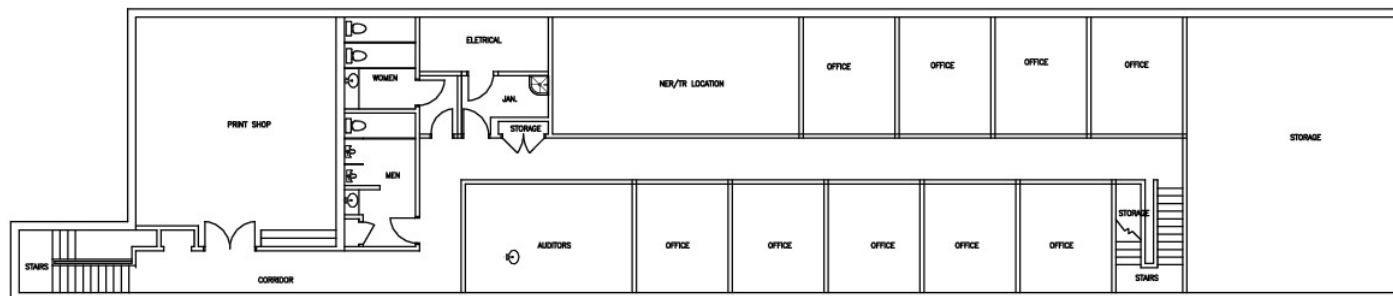 ELETRICAL
OFFICE
OFFICE
OFFICE
OFFICE
WOMEN
NER/TR LOCATION
JAN.
PRINT SHOP
STORAGE
STORAGE
MEN
STORAGE
AUDITORS
OFFICE
OFFICE
OFFICE
OFFICE
OFFICE
STAIRS
CORRIDOR
STAIRS